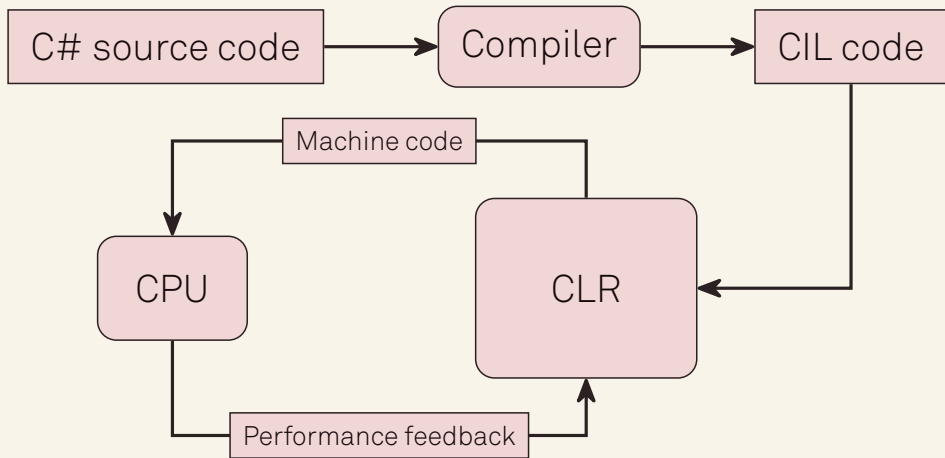 C# source code
Compiler
CIL code
Machine code
CPU
CLR
Performance feedback